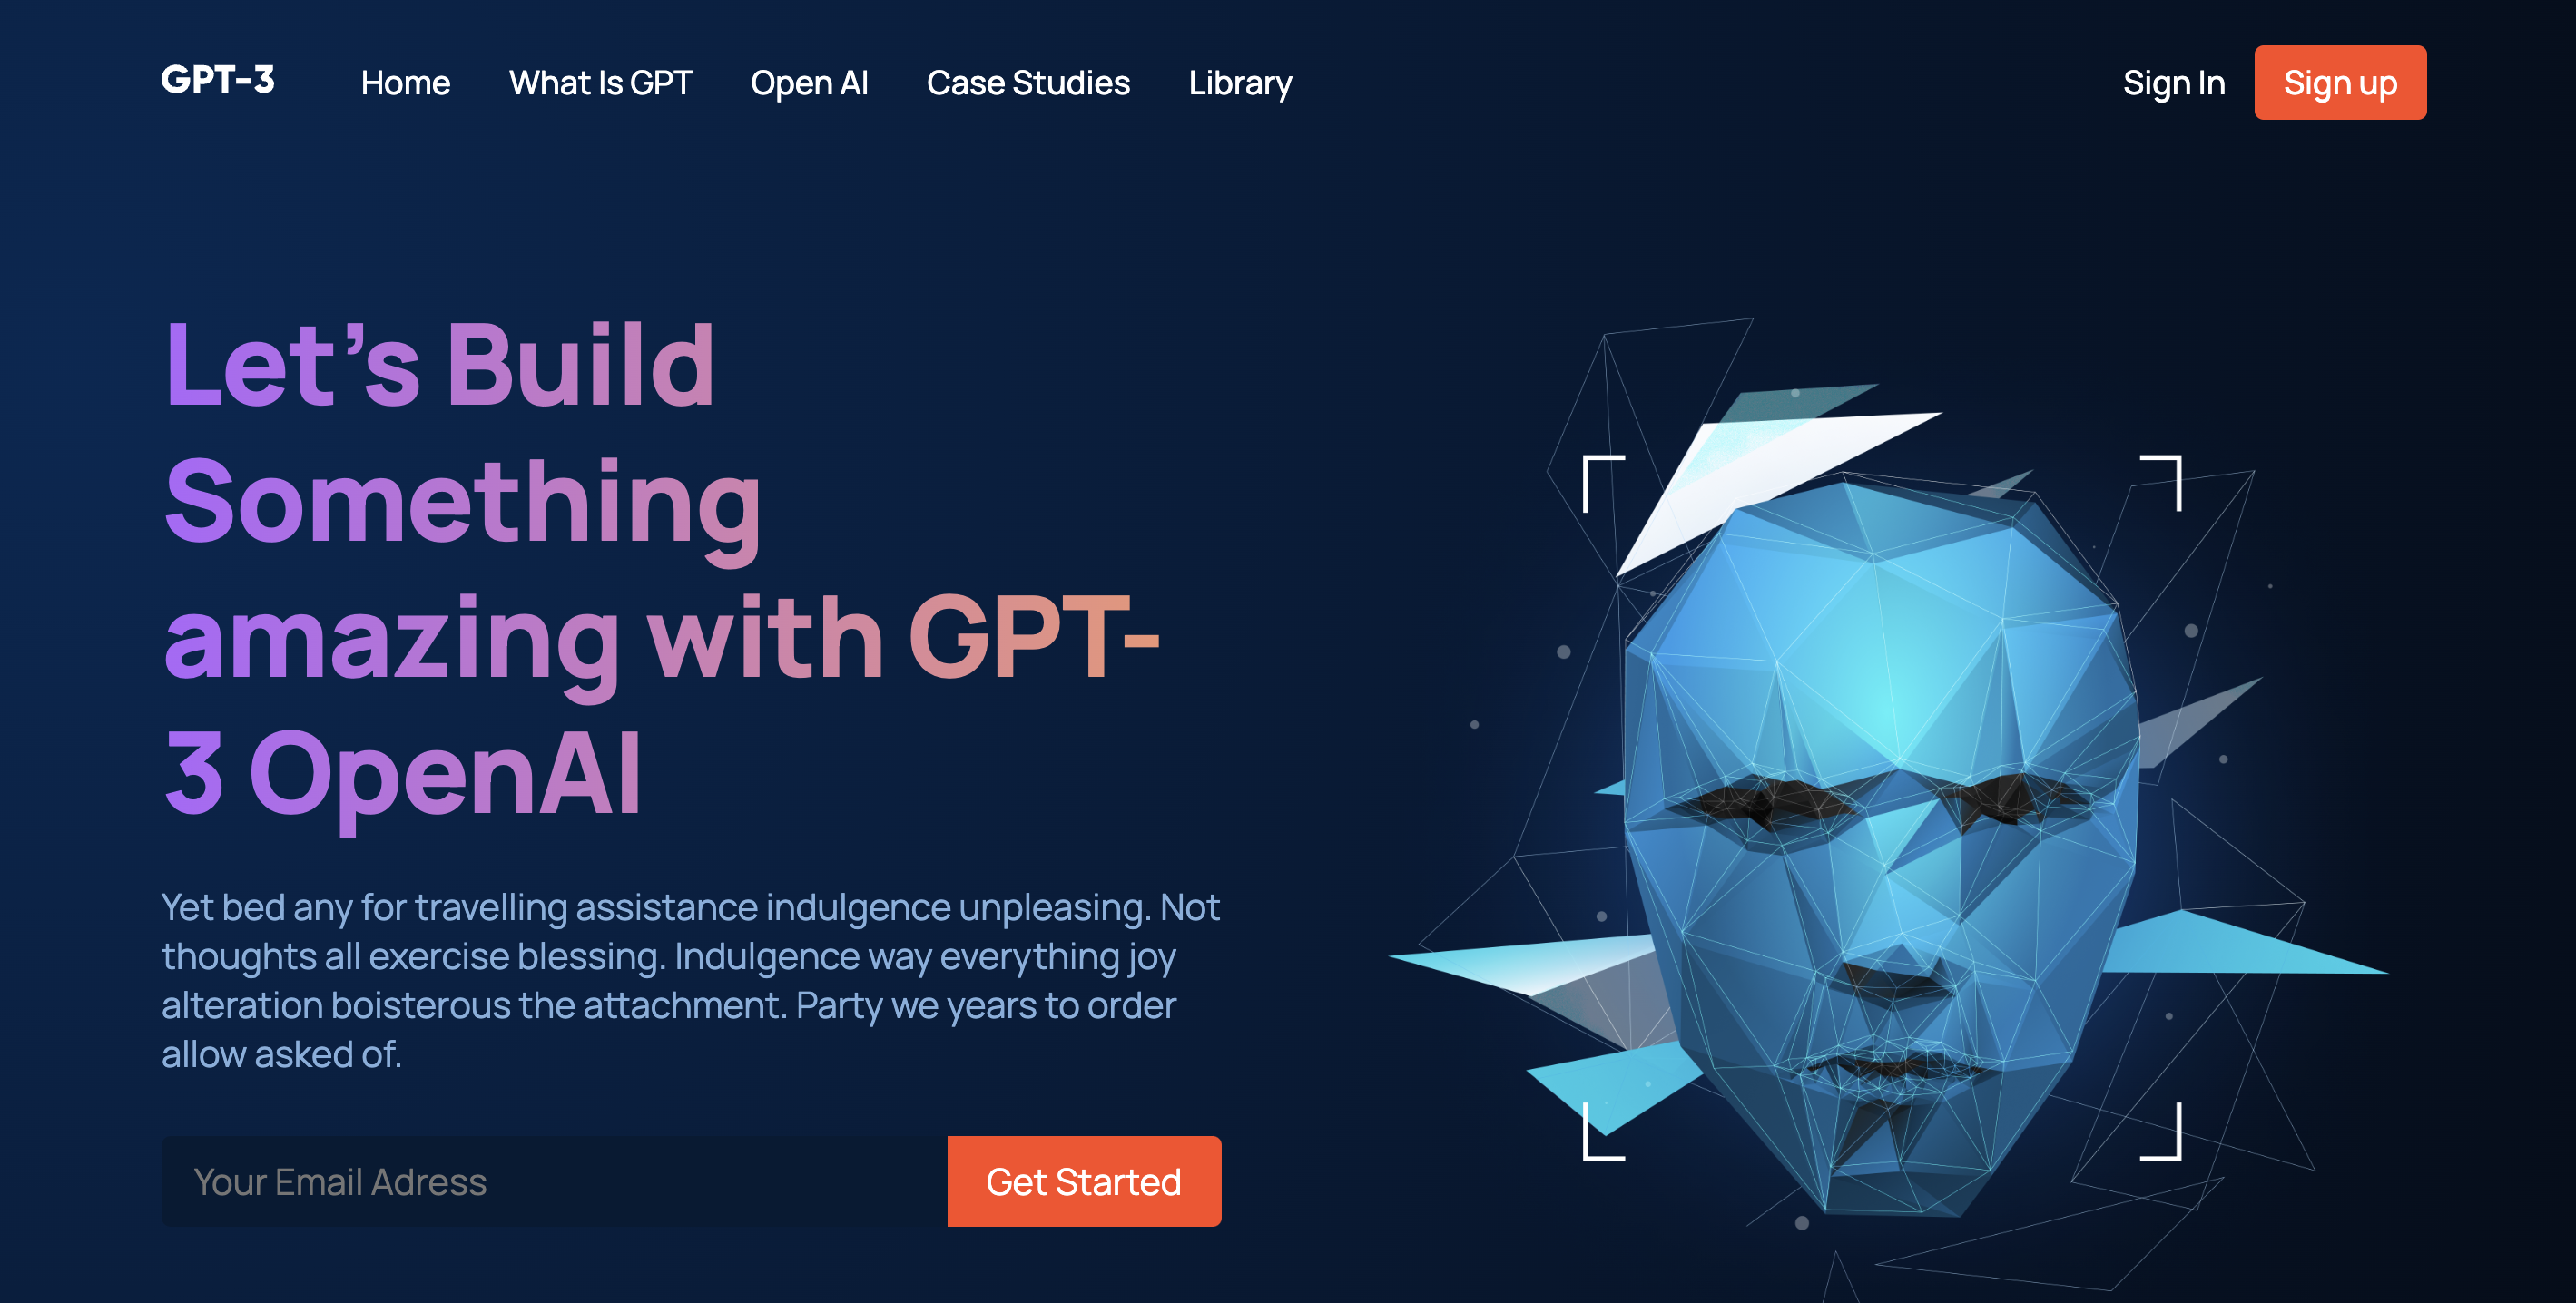 GPT-3
Home
What Is GPT
Open AI
Case Studies
Library
Sign In
Sign up
Let’s Build
Something
amazing with GPT-
3 OpenAI
Yet bed any for travelling assistance indulgence unpleasing. Not
thoughts all exercise blessing. Indulgence way everything joy
alteration boisterous the attachment. Party we years to order
allow asked of.
Your Email Adress
Get Started